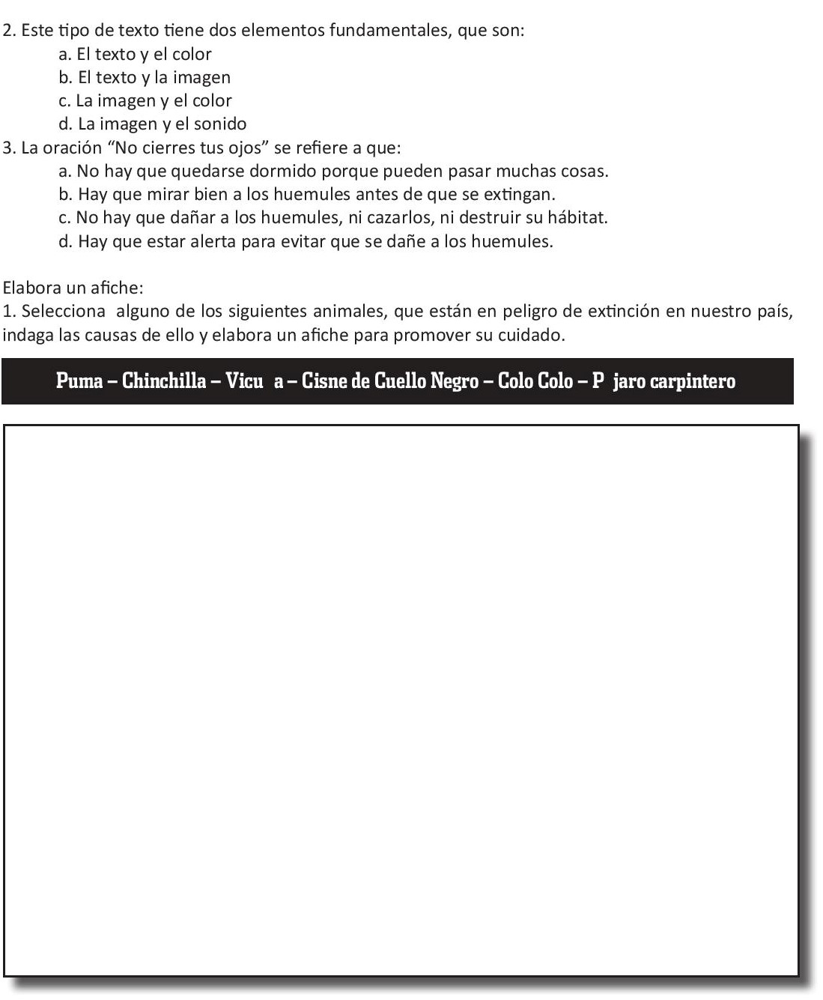 2. Este tipo de texto tiene dos elementos fundamentales, que son:
a. El texto y el color
b. El texto y la imagen
c. La imagen y el color
d. La imagen y el sonido
3. La oración “No cierres tus ojos” se refiere a que:
a. No hay que quedarse dormido porque pueden pasar muchas cosas.
b. Hay que mirar bien a los huemules antes de que se extingan.
c. No hay que dañar a los huemules, ni cazarlos, ni destruir su hábitat.
d. Hay que estar alerta para evitar que se dañe a los huemules.
Elabora un afiche:
1. Selecciona alguno de los siguientes animales, que están en peligro de extinción en nuestro país,
indaga las causas de ello y elabora un afiche para promover su cuidado.
Puma – Chinchilla – Vicu a – Cisne de Cuello Negro – Colo Colo – P jaro carpintero